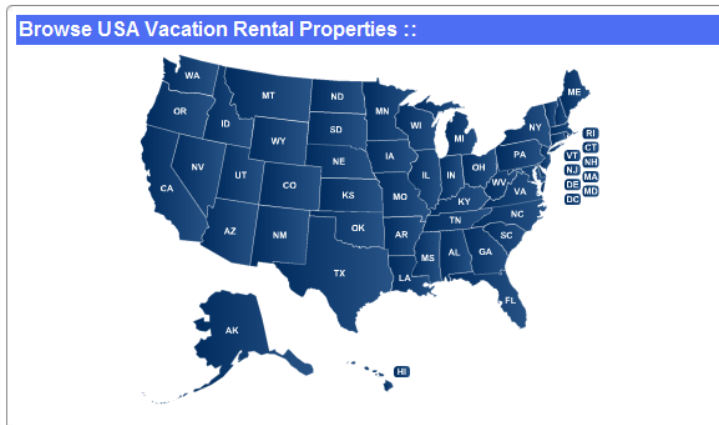 Browse USA Vacation Rental Properties ::
WA
MT
ND
MN
ME
OR
ID
SD
WI
MI
NY
RI
WY
CT
NV
NE
IA
PA
VT
NH
UT
CO
IL
IN
OH
NJ
MA
CA
KS
MO
WV
VA
DE
MD
KY
DC
AZ
NM
OK
AR
TN
NC
SC
TX
MS
AL
GA
LA
FL
AK
HI